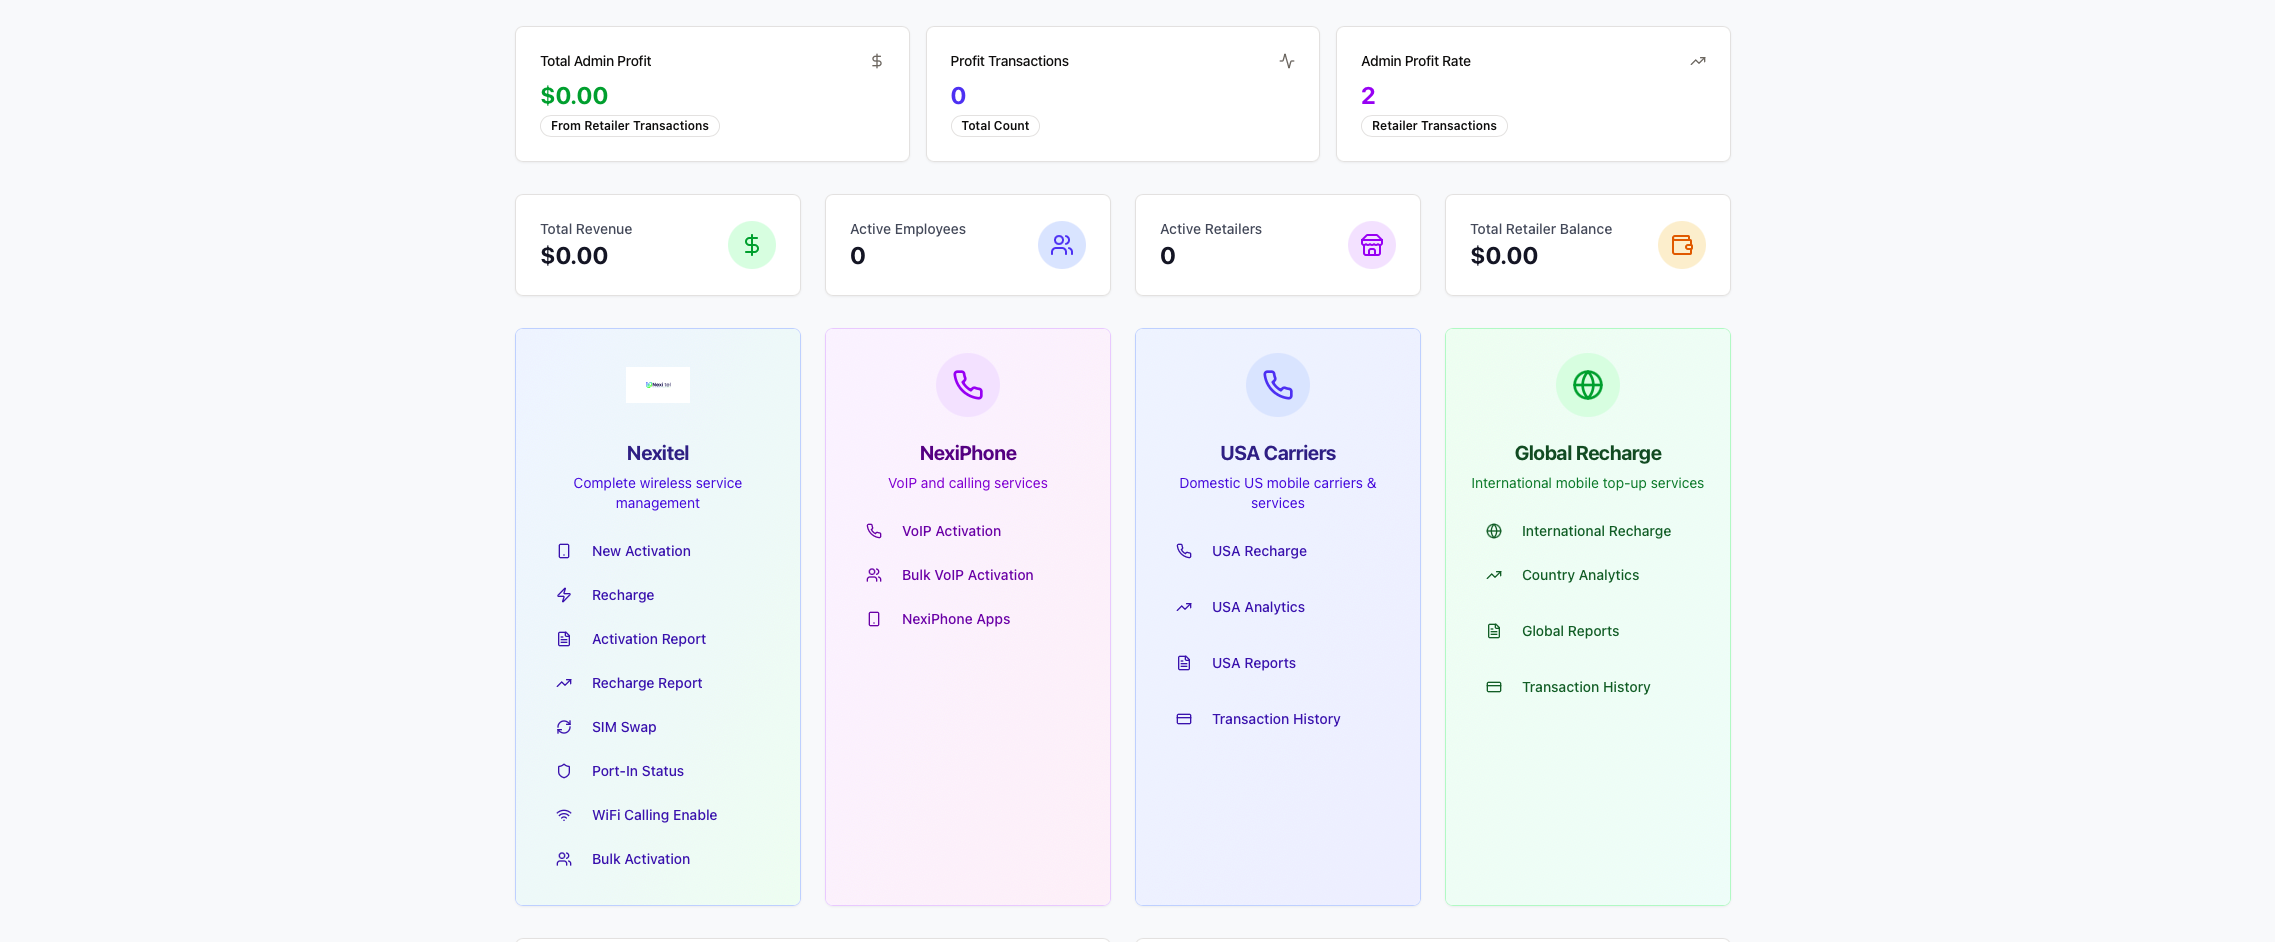 Total Admin Profit
$0.00
From Retailer Transactions
Profit Transactions
0
Total Count
Admin Profit Rate
2
Retailer Transactions
Total Revenue
$0.00
Active Employees
0
Active Retailers
0
Total Retailer Balance
$0.00
Nexi tel
Nexitel
Complete wireless service
management
New Activation
Recharge
Activation Report
Recharge Report
SIM Swap
Port-In Status
WiFi Calling Enable
Bulk Activation
NexiPhone
VoIP and calling services
VoIP Activation
Bulk VoIP Activation
NexiPhone Apps
USA Carriers
Domestic US mobile carriers &
services
USA Recharge
USA Analytics
USA Reports
Transaction History
Global Recharge
International mobile top-up services
International Recharge
Country Analytics
Global Reports
Transaction History